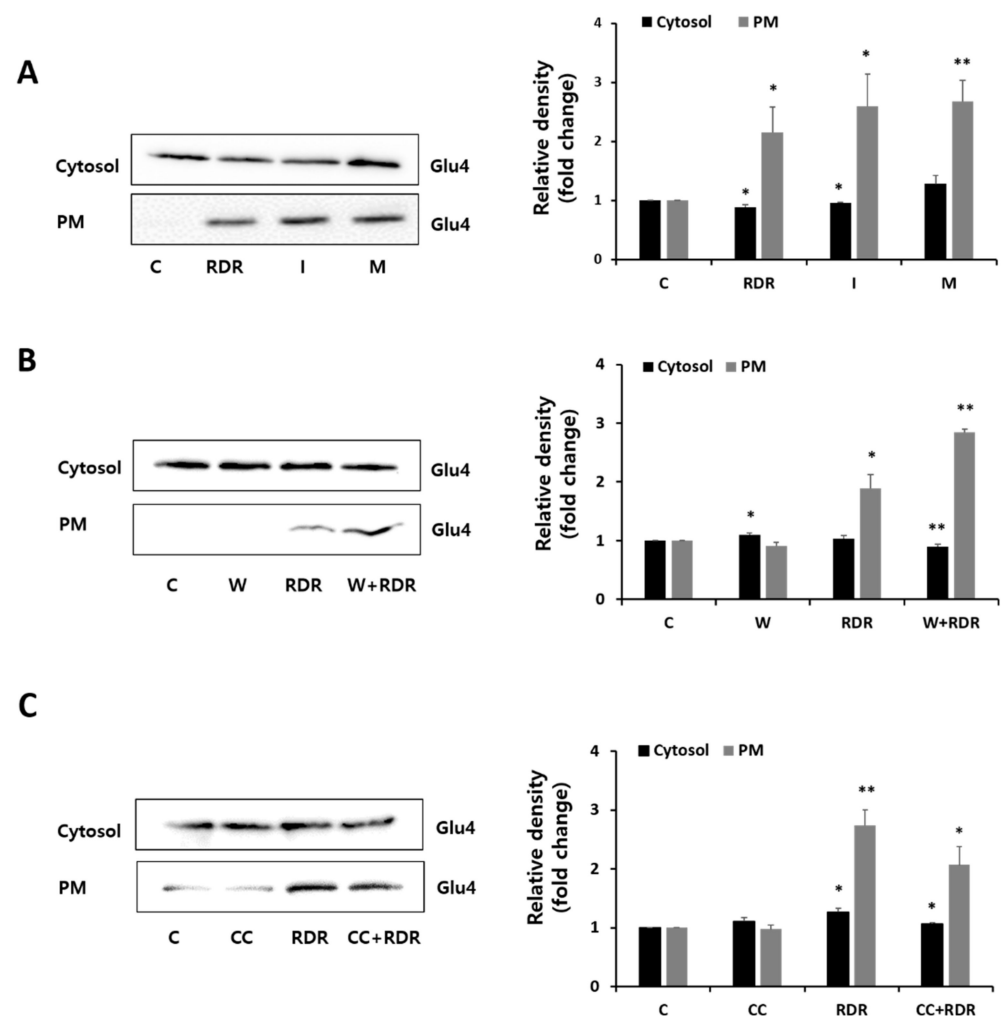 A
Cytosol
Glu4
PM
Glu4
C RDR I M
Relative density
(fold change)
Cytosol PM
4
3
2
1
0
*
*
*
*
**
C RDR I M
B
Cytosol
Glu4
PM
Glu4
C W RDR W+RDR
Relative density
(fold change)
Cytosol PM
4
3
2
1
0
*
*
**
**
C W RDR W+RDR
C
Cytosol
Glu4
PM
Glu4
C CC RDR CC+RDR
Relative density
(fold change)
Cytosol PM
4
3
2
1
0
*
**
*
*
C CC RDR CC+RDR